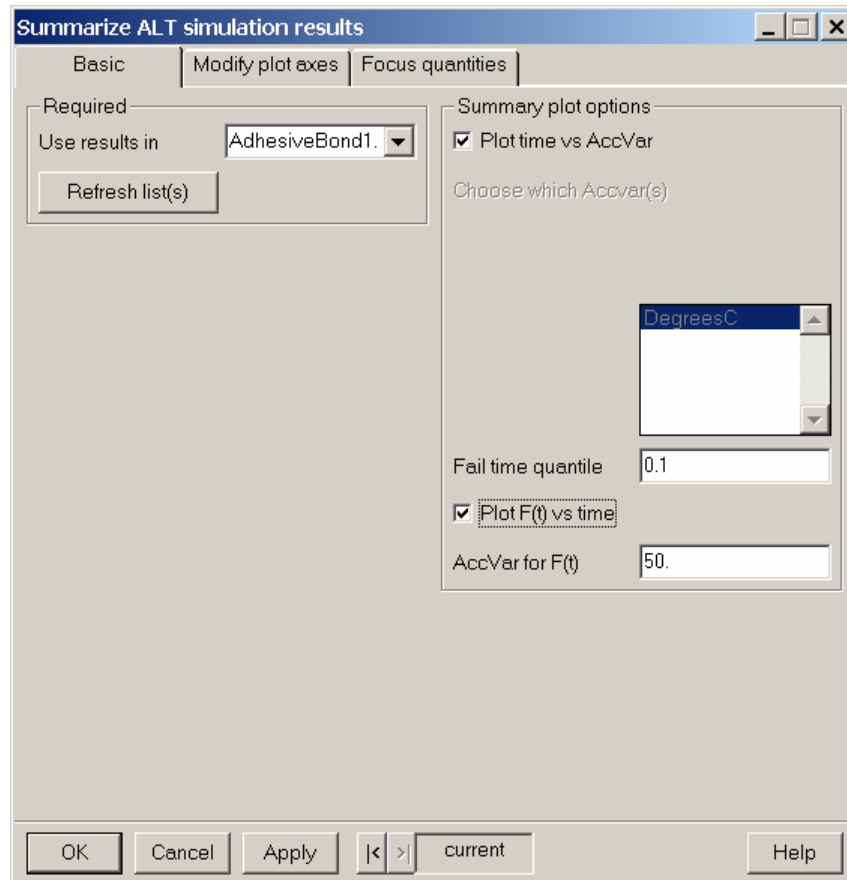 Summarize ALT simulation results
Basic
Modify plot axes
Focus quantities
Required
Use results in
AdhesiveBond1.
Refresh list(s)
Summary plot options
Plot time vs AccVar
Choose which Accvar(s)
DegreesC
Fail time quantile
0.1
Plot F(t) vs time
AccVar for F(t)
50.
OK
Cancel
Apply
|<
>|
current
Help